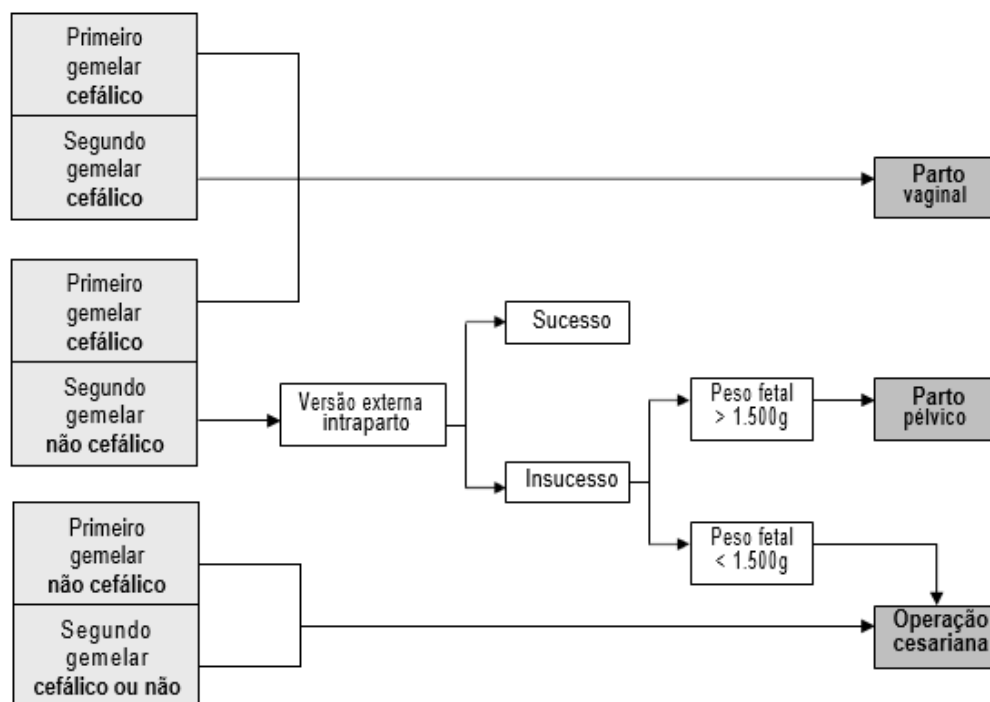 Primeiro
gemelar
cefálico
Segundo
gemelar
cefálico
Parto
vaginal
Primeiro
gemelar
cefálico
Segundo
gemelar
não cefálico
Versão externa
intraparto
Sucesso
Insucesso
Peso fetal
> 1.500g
Parto
pélvico
Peso fetal
< 1.500g
Primeiro
gemelar
não cefálico
Segundo
gemelar
cefálico ou não
Operação
cesariana